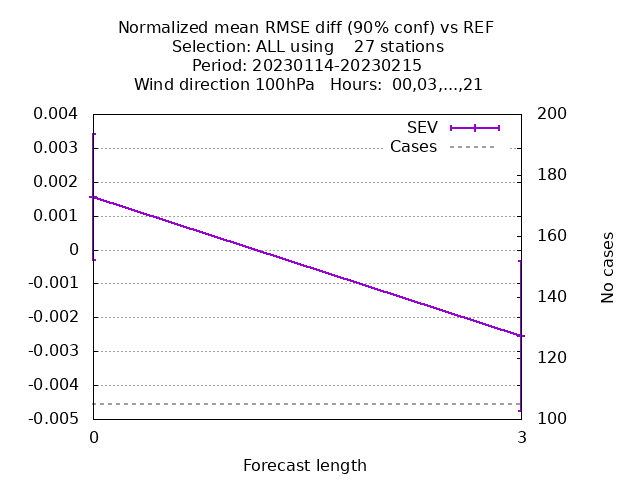 Normalized mean RMSE diff (90% conf) vs REF
Selection: ALL using    27 stations
Period: 20230114-20230215
Wind direction 100hPa   Hours:  00,03,...,21
SEV
Cases
0.004
0.003
0.002
0.001
0
-0.001
-0.002
-0.003
-0.004
-0.005
200
180
160
140
120
100
No cases
0
3
Forecast length